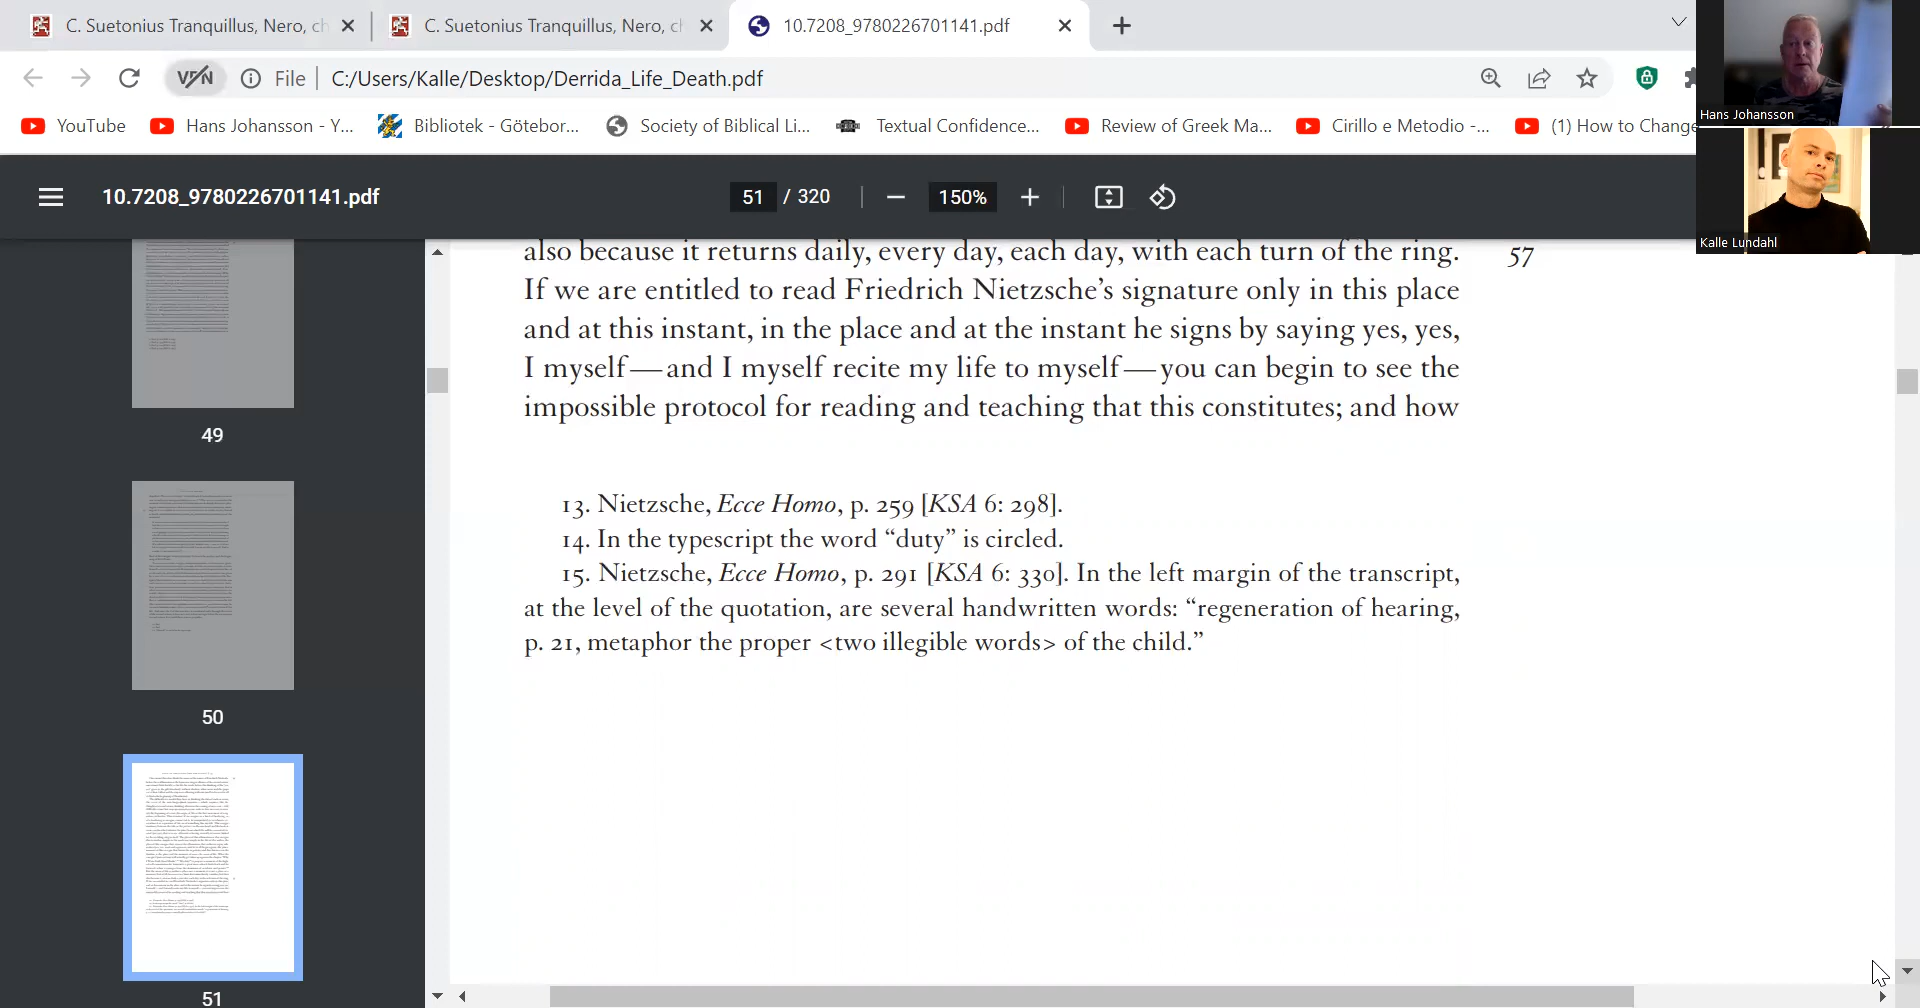 C. Suetonius Tranquillus, Nero, ch
C. Suetonius Tranquillus, Nero, ch
10.7208_9780226701141.pdf
VPN File C:/Users/Kalle/Desktop/Derrida_Life_Death.pdf
YouTube Hans Johansson - Y... Bibliotek - Götebor... Society of Biblical Li... Textual Confidence... Review of Greek Ma... Cirillo e Metodio -... (1) How to Change
Hans Johansson
Kalle Lundahl
10.7208_9780226701141.pdf 51 / 320 150%
49
50
51
also because it returns daily, every day, each day, with each turn of the ring. 57
If we are entitled to read Friedrich Nietzsche’s signature only in this place
and at this instant, in the place and at the instant he signs by saying yes, yes,
I myself — and I myself recite my life to myself — you can begin to see the
impossible protocol for reading and teaching that this constitutes; and how
13. Nietzsche, Ecce Homo, p. 259 [KSA 6: 298].
14. In the typescript the word “duty” is circled.
15. Nietzsche, Ecce Homo, p. 291 [KSA 6: 330]. In the left margin of the transcript,
at the level of the quotation, are several handwritten words: “regeneration of hearing,
p. 21, metaphor the proper <two illegible words> of the child.”